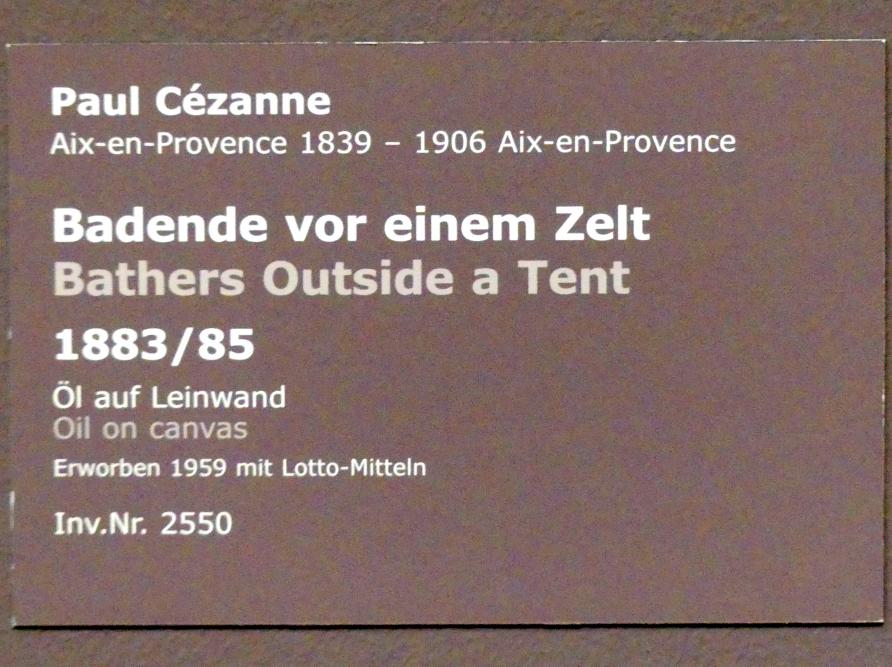 Paul Cézanne
Aix-en-Provence 1839 – 1906 Aix-en-Provence
Badende vor einem Zelt
Bathers Outside a Tent
1883/85
Öl auf Leinwand
Oil on canvas
Erworben 1959 mit Lotto-Mitteln
Inv.Nr. 2550